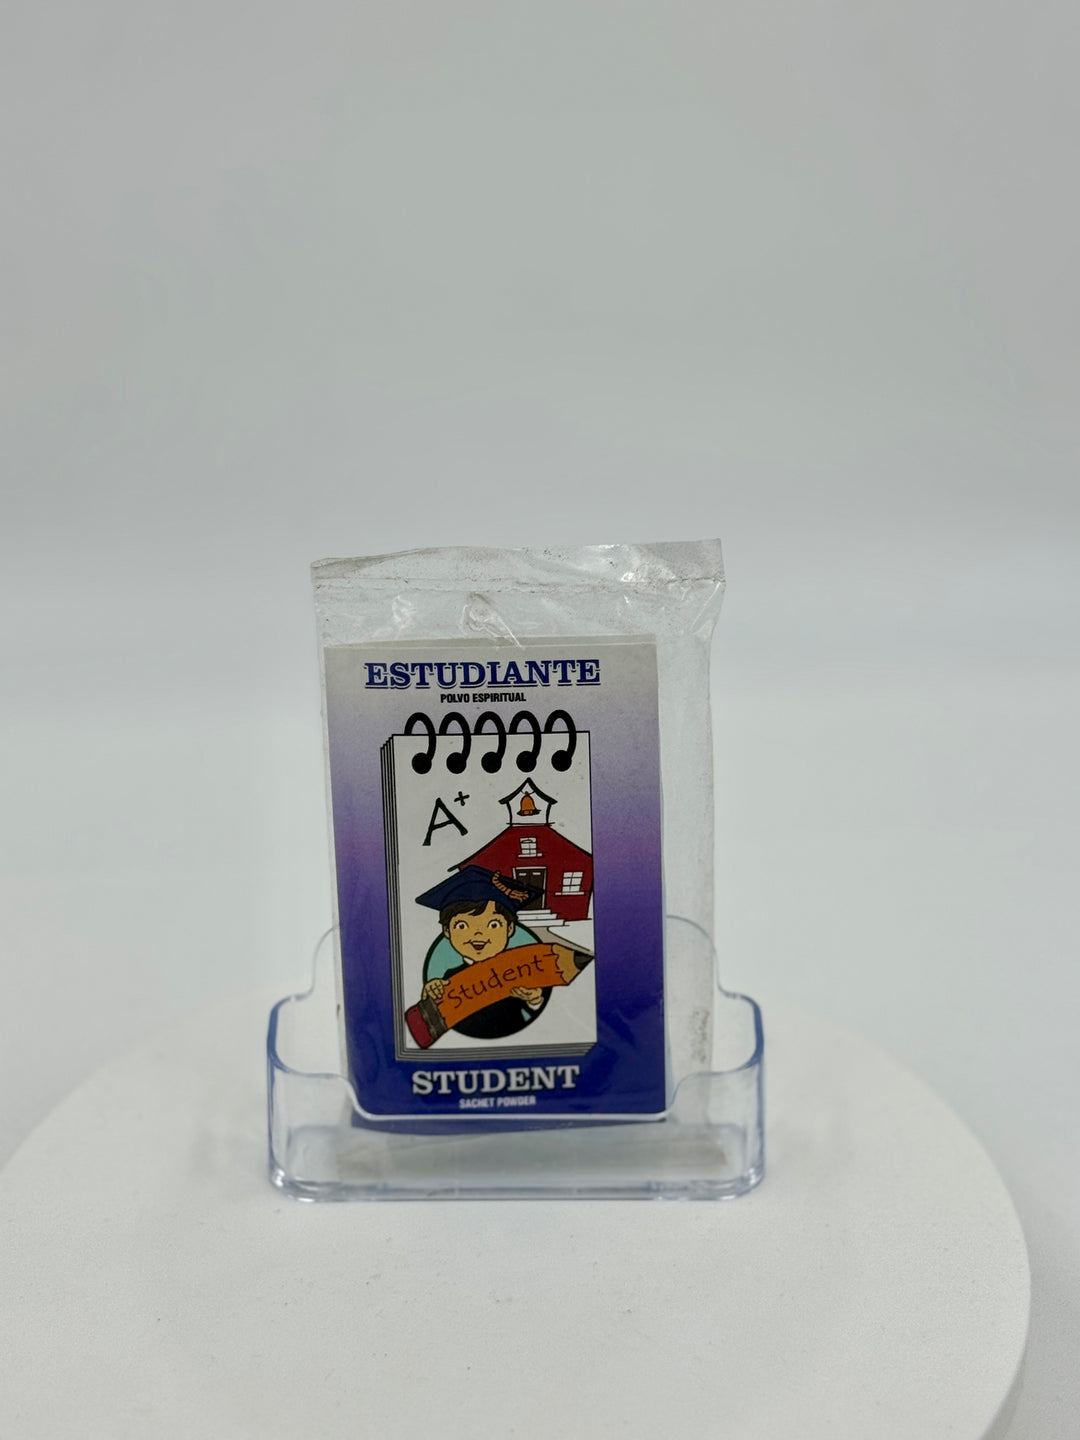 ESTUDIANTE
POLVO ESPIRITUAL
A+
Student
STUDENT
SACHET POWDER